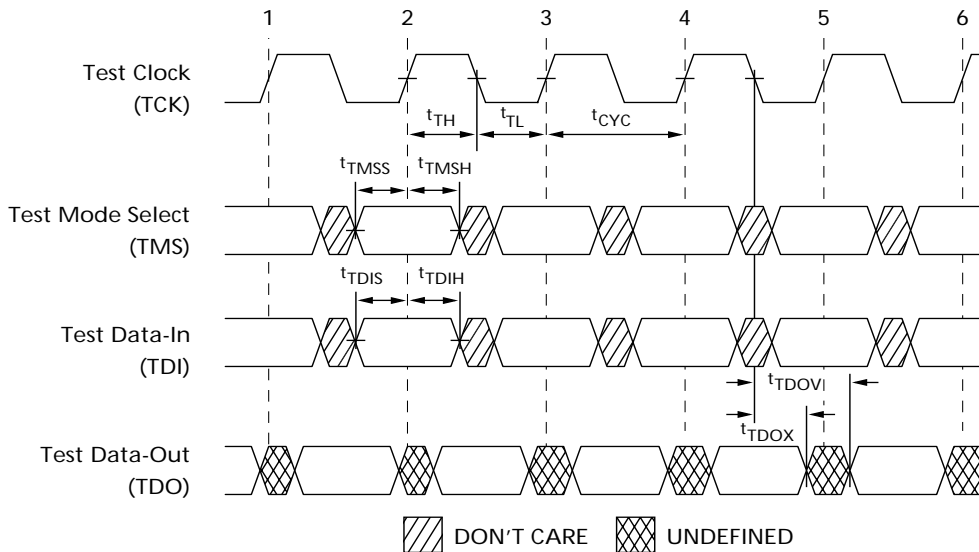 1 2 3 4 5 6
Test Clock
(TCK)
tTH tTL tCYC
tTMSS tTMSH
Test Mode Select
(TMS)
tTDIS tTDIH
Test Data-In
(TDI)
tTDOV
tTDOX
Test Data-Out
(TDO)
DON'T CARE UNDEFINED